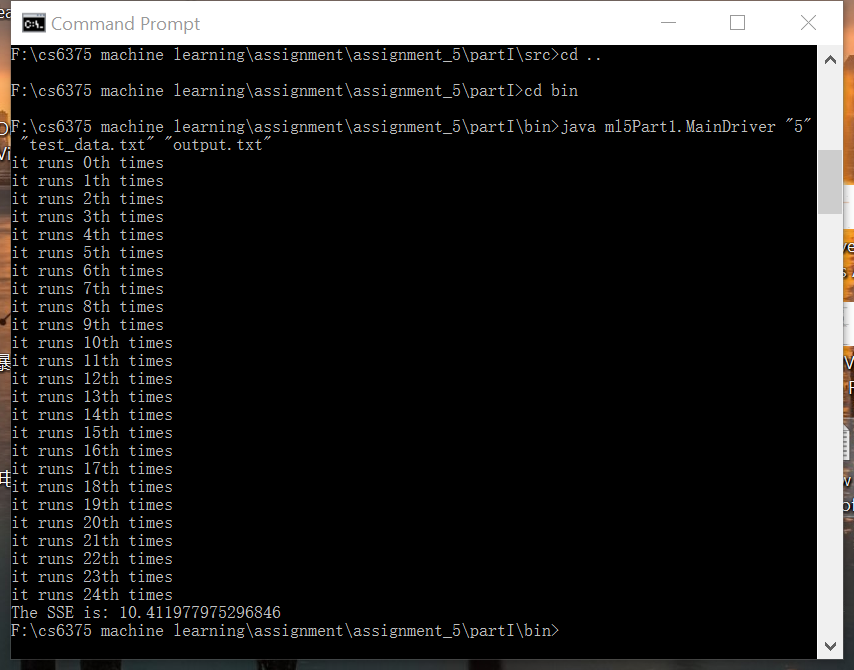 Command Prompt
F:\cs6375 machine learning\assignment\assignment_5\partI\src>cd ..
F:\cs6375 machine learning\assignment\assignment_5\partI>cd bin
F:\cs6375 machine learning\assignment\assignment_5\partI\bin>java ml5Part1.MainDriver "5"
"test_data.txt" "output.txt"
it runs 0th times
it runs 1th times
it runs 2th times
it runs 3th times
it runs 4th times
it runs 5th times
it runs 6th times
it runs 7th times
it runs 8th times
it runs 9th times
it runs 10th times
it runs 11th times
it runs 12th times
it runs 13th times
it runs 14th times
it runs 15th times
it runs 16th times
it runs 17th times
it runs 18th times
it runs 19th times
it runs 20th times
it runs 21th times
it runs 22th times
it runs 23th times
it runs 24th times
The SSE is: 10.411977975296846
F:\cs6375 machine learning\assignment\assignment_5\partI\bin>